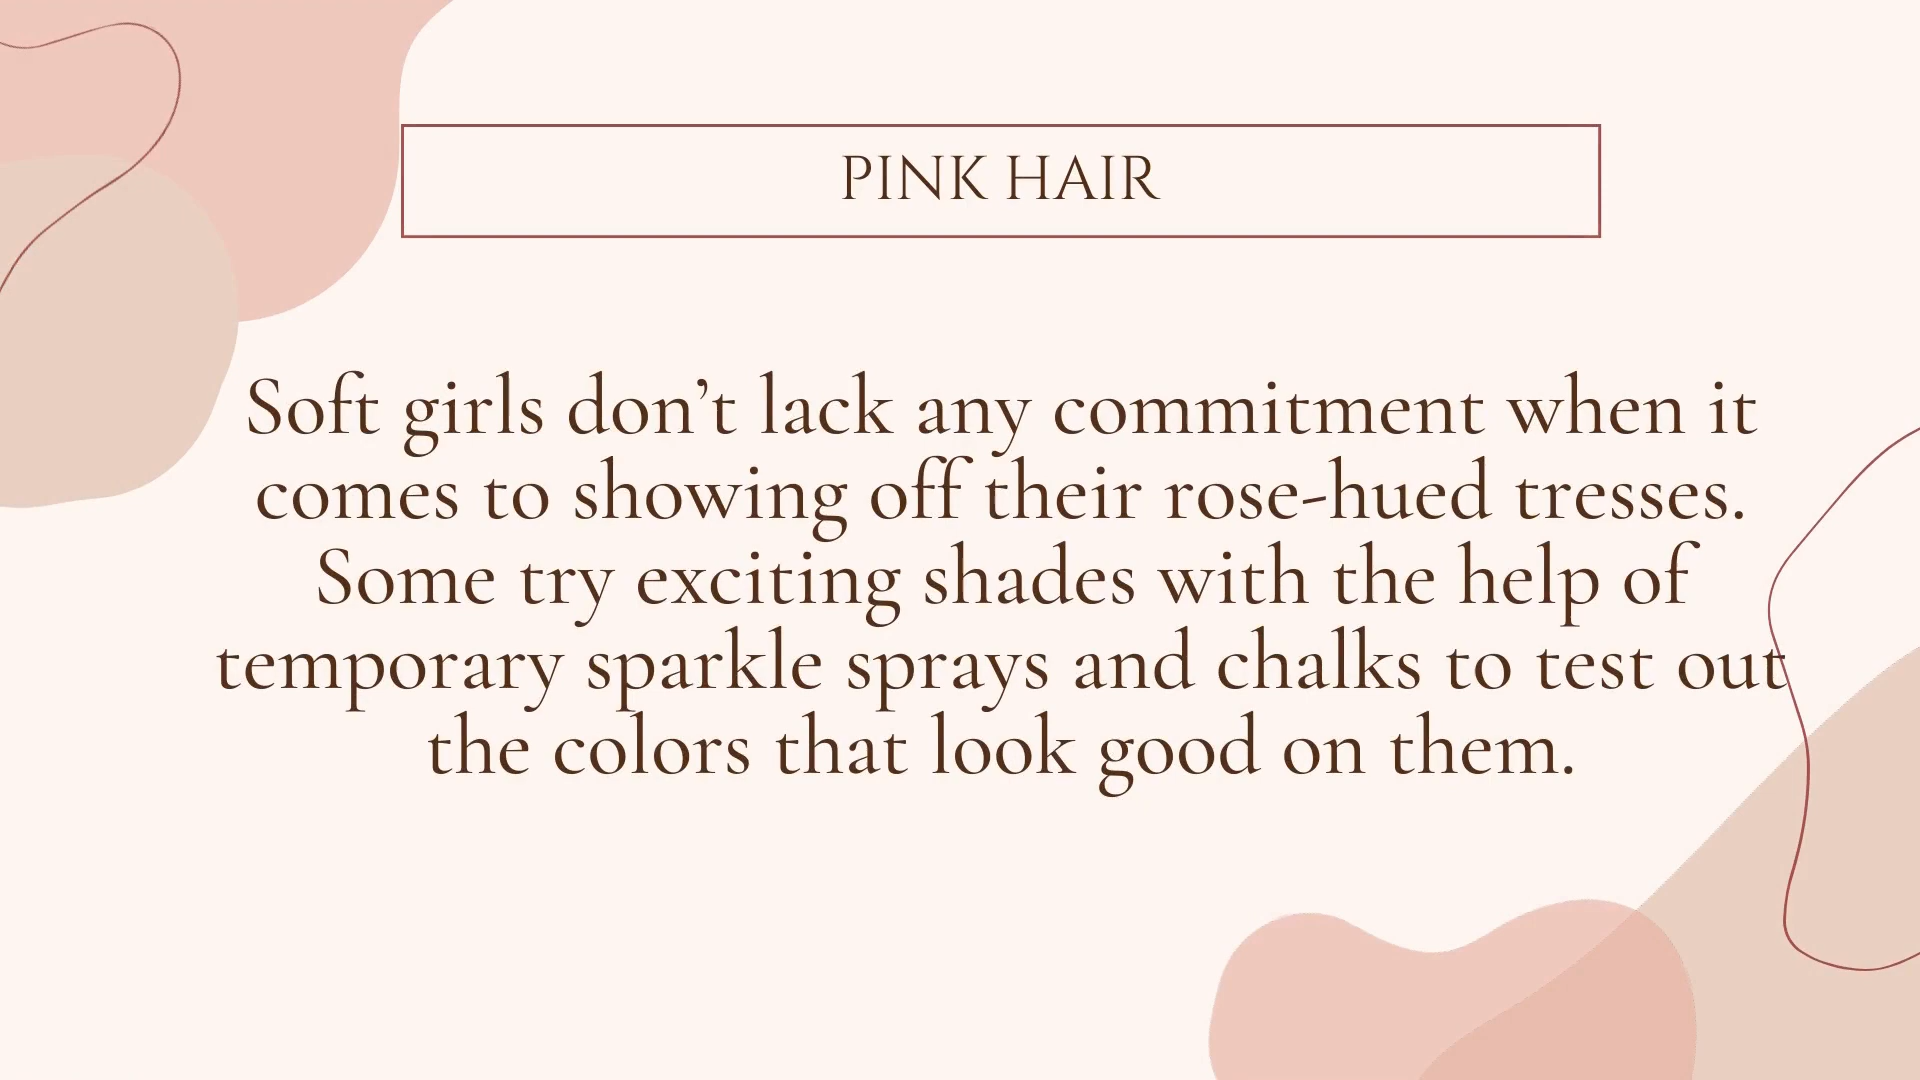 PINK HAIR
Soft girls don’t lack any commitment when it
comes to showing off their rose-hued tresses.
Some try exciting shades with the help of
temporary sparkle sprays and chalks to test out
the colors that look good on them.